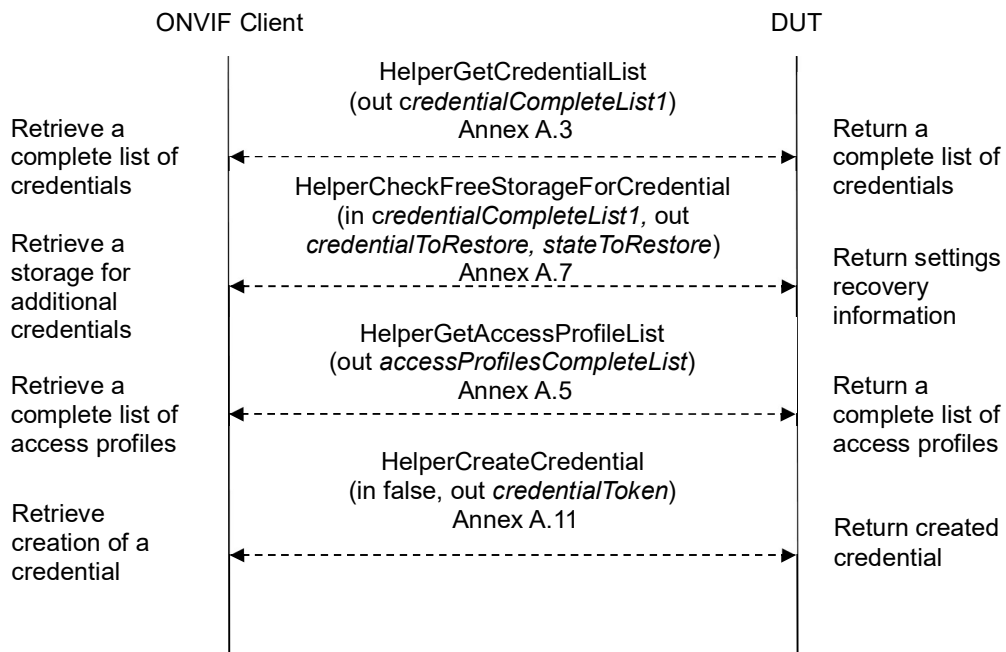 ONVIF Client
DUT
HelperGetCredentialList
(out credentialCompleteList1)
Annex A.3
Retrieve a
complete list of
credentials
Return a
complete list of
credentials
HelperCheckFreeStorageForCredential
(in credentialCompleteList1, out
credentialToRestore, stateToRestore)
Annex A.7
Retrieve a
storage for
additional
credentials
Return settings
recovery
information
HelperGetAccessProfileList
(out accessProfilesCompleteList)
Annex A.5
Retrieve a
complete list of
access profiles
Return a
complete list of
access profiles
HelperCreateCredential
(in false, out credentialToken)
Annex A.11
Retrieve
creation of a
credential
Return created
credential